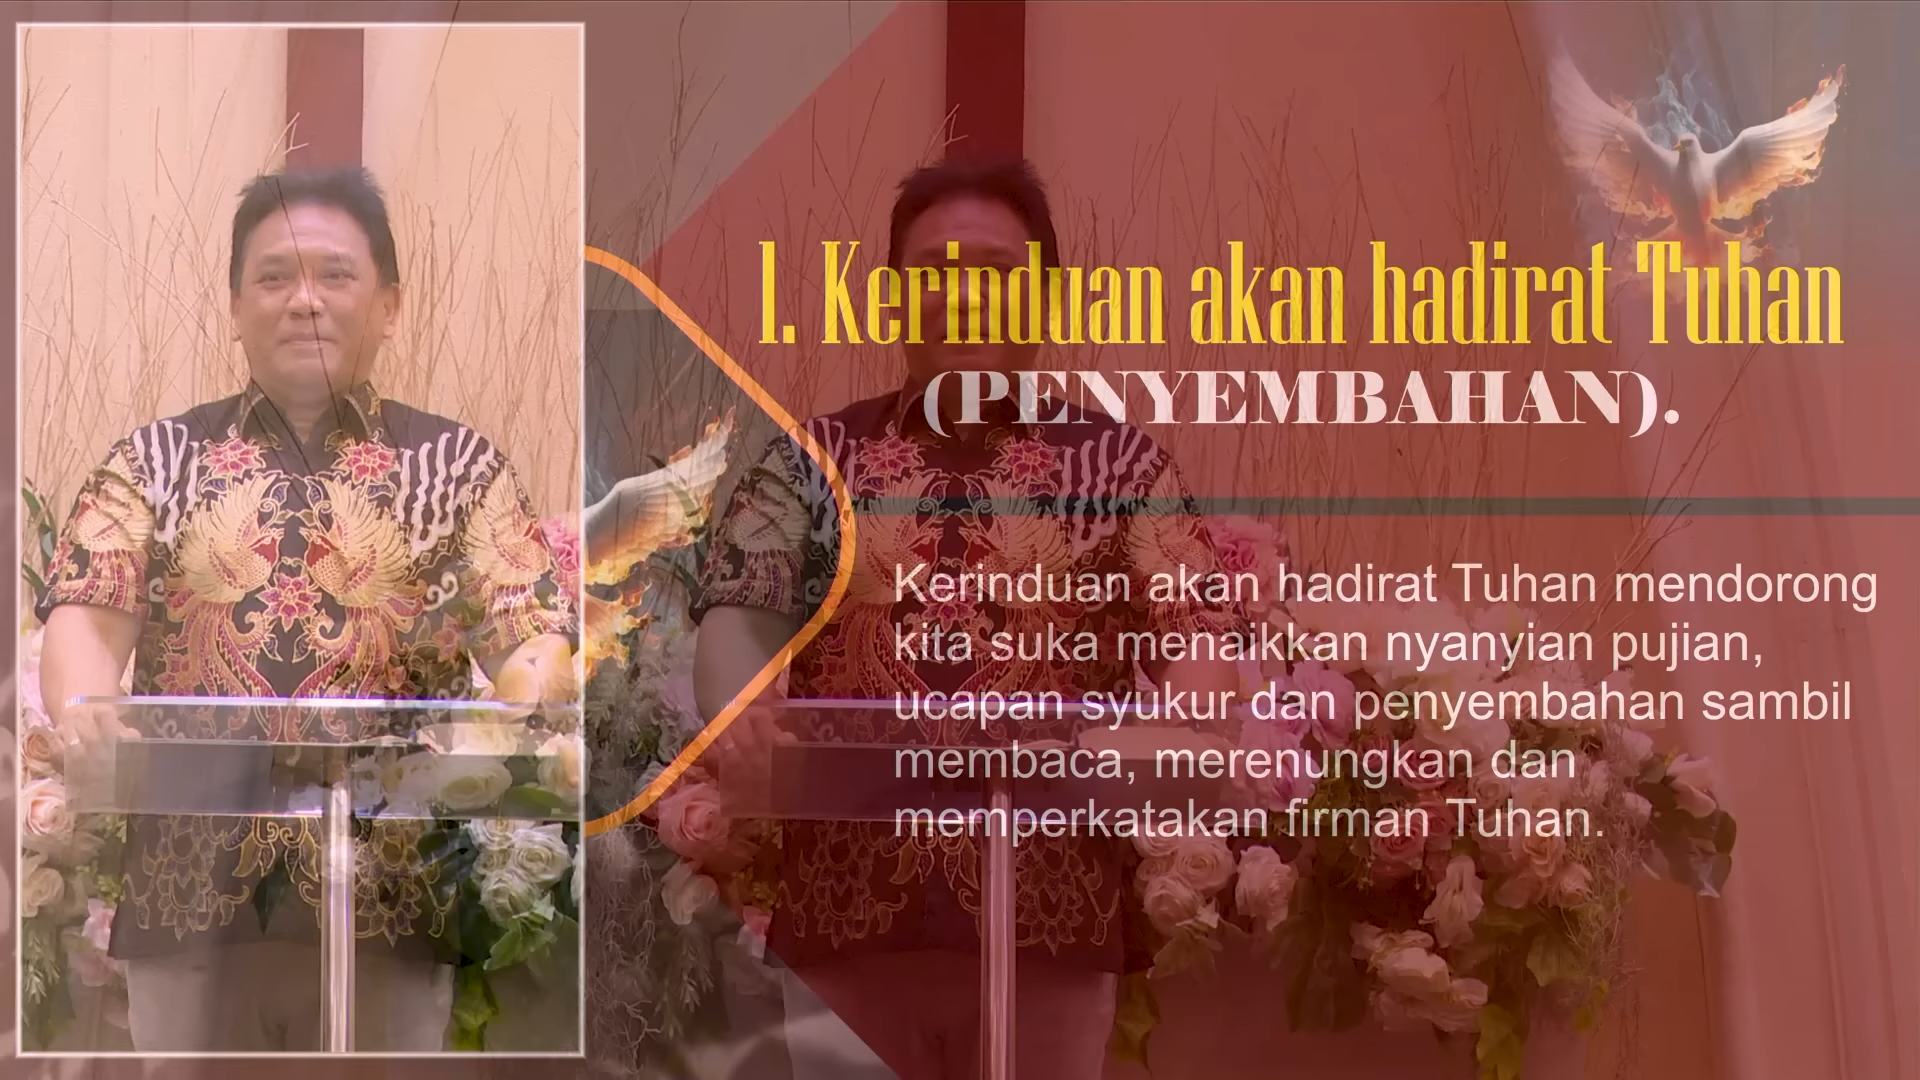 1. Kerinduan akan hadirat Tuhan
(PENYEMBAHAN).
Kerinduan akan hadirat Tuhan mendorong
kita suka menaikkan nyanyian pujian,
ucapan syukur dan penyembahan sambil
membaca, merenungkan dan
memperkatakan firman Tuhan.